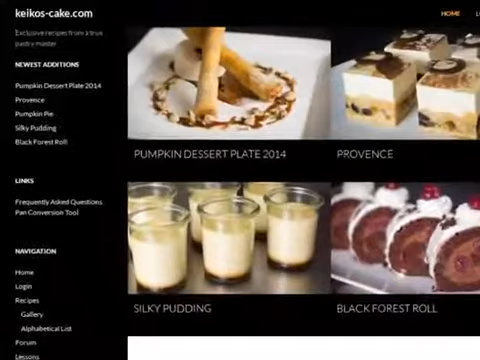 keikos-cake.com
HOME
Exclusive recipes from a true
pastry master
NEWEST ADDITIONS
Pumpkin Dessert Plate 2014
Provence
Pumpkin Pie
Silky Pudding
Black Forest Roll
LINKS
Frequently Asked Questions
Pan Conversion Tool
NAVIGATION
Home
Login
Recipes
Gallery
Alphabetical List
Forum
Lessons
PUMPKIN DESSERT PLATE 2014
PROVENCE
SILKY PUDDING
BLACK FOREST ROLL